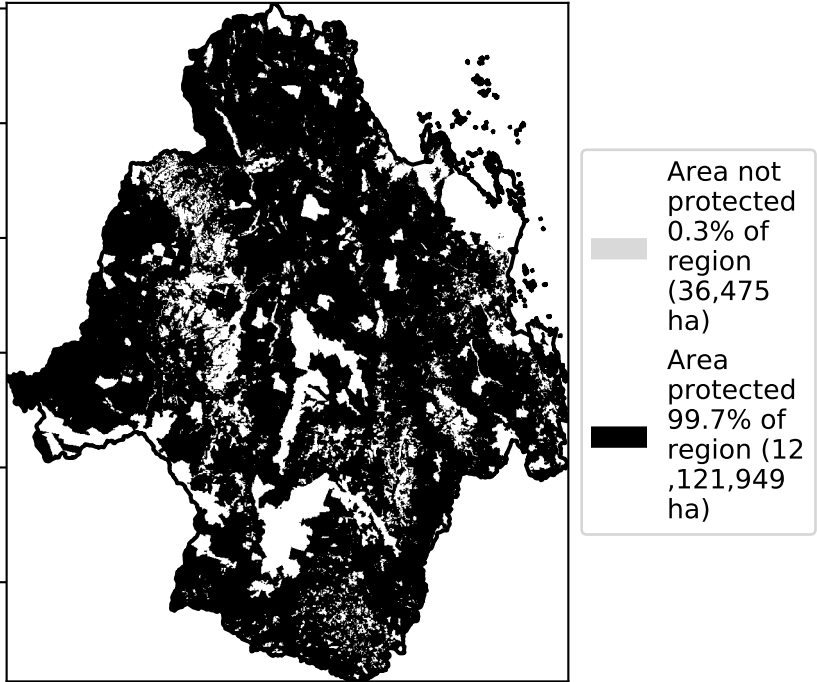 Area not
protected
0.3% of
region
(36,475
ha)
Area
protected
99.7% of
region (12
,121,949
ha)